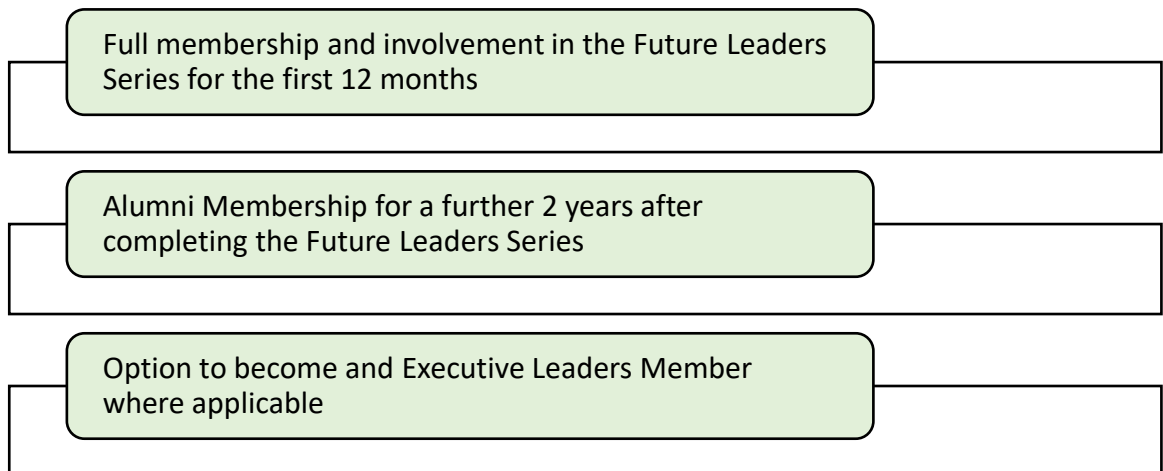 Full membership and involvement in the Future Leaders
Series for the first 12 months
Alumni Membership for a further 2 years after
completing the Future Leaders Series
Option to become and Executive Leaders Member
where applicable